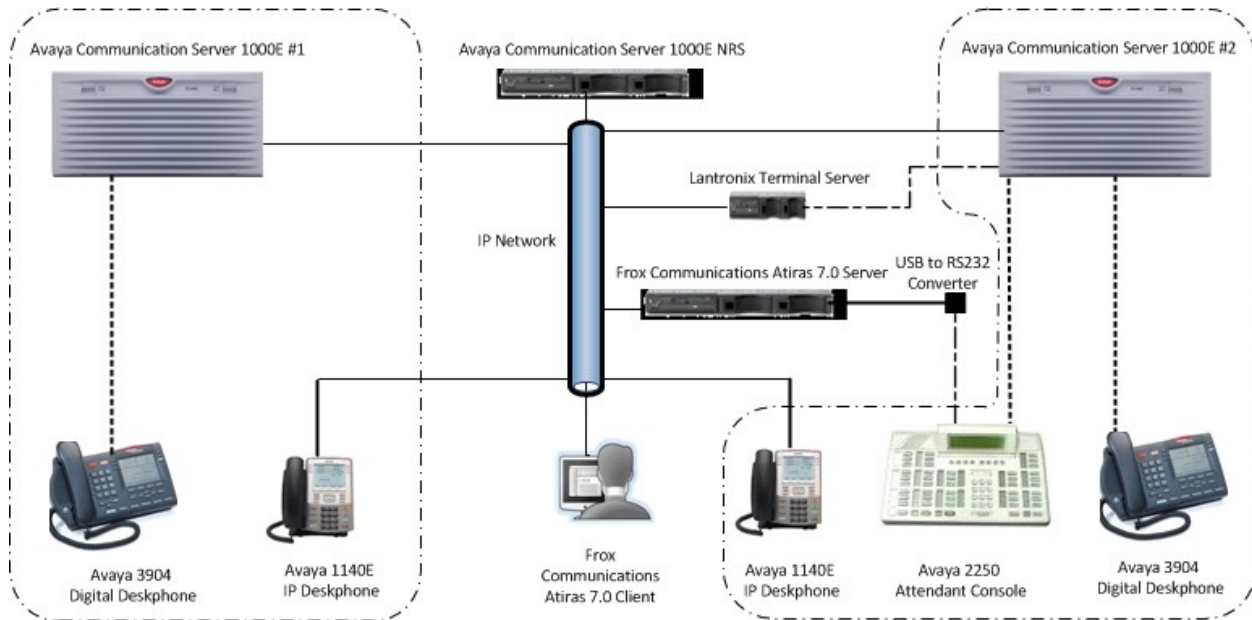 Avaya Communication Server 1000E #1
Avaya Communication Server 1000E NRS
Avaya Communication Server 1000E #2
Lantronix Terminal Server
IP Network
USB to RS232
Converter
Frox Communications Atiras 7.0 Server
Avaya 3904
Digital Deskphone
Avaya 1140E
IP Deskphone
Frox
Communications
Atiras 7.0 Client
Avaya 1140E
IP Deskphone
Avaya 2250
Attendant Console
Avaya 3904
Digital Deskphone